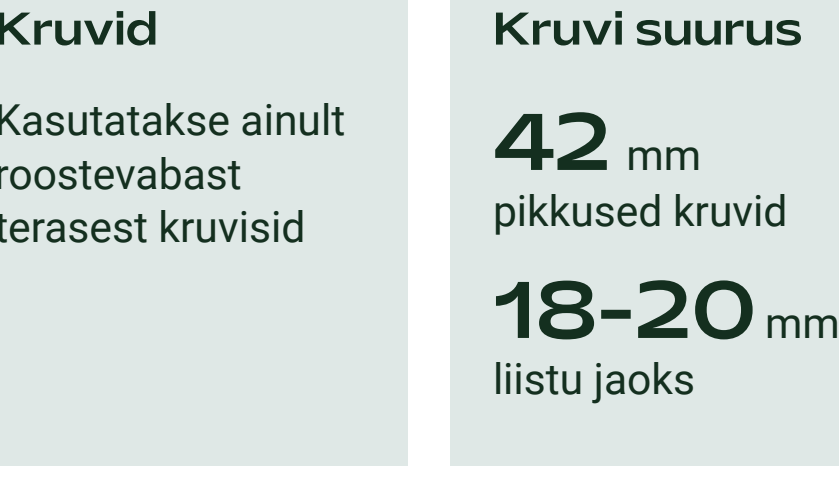 Kruvid
Kasutatakse ainult
roostevabast
terasest kruvisid
Kruvi suurus
42 mm
pikkused kruvid
18-20 mm
liistu jaoks